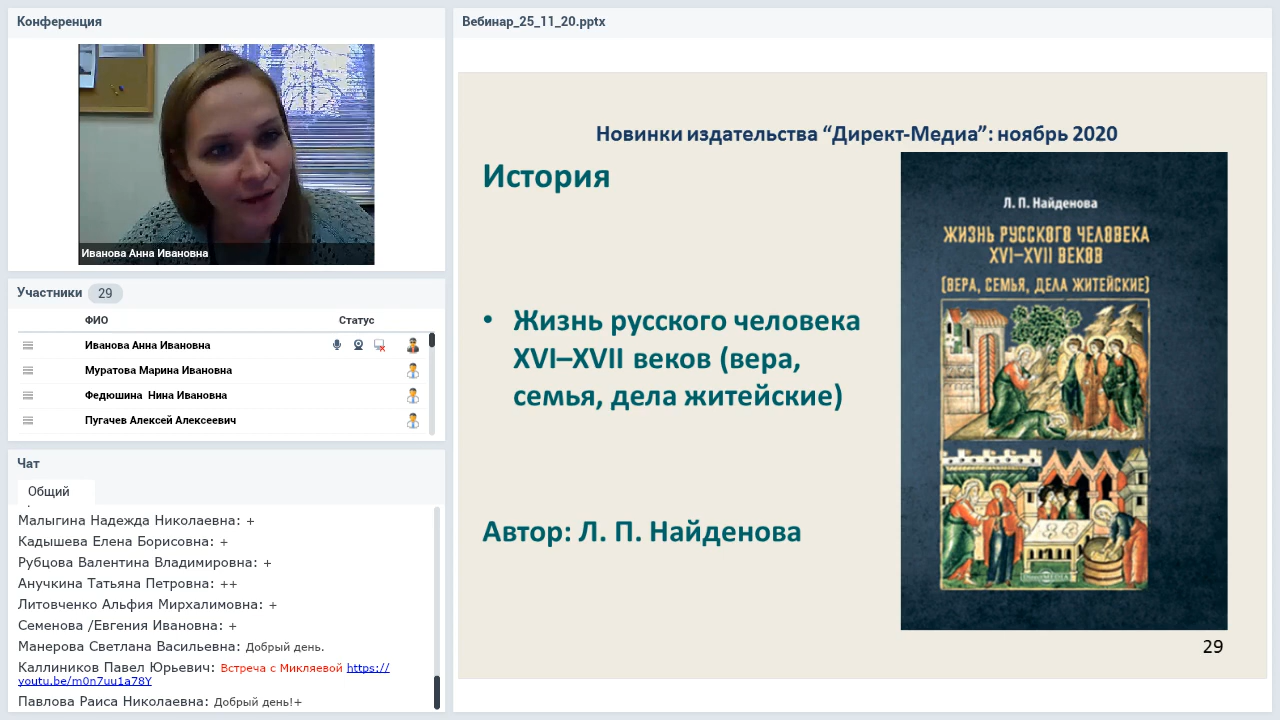 Конференция
Иванова Анна Ивановна
Участники 29
ФИО Статус
Иванова Анна Ивановна
Муратова Марина Ивановна
Федюшина Нина Ивановна
Пугачев Алексей Алексеевич
Чат
Общий
Малыгина Надежда Николаевна: +
Кадышева Елена Борисовна: +
Рубцова Валентина Владимировна: +
Анучкина Татьяна Петровна: ++
Литовченко Альфия Мирхалимовна: +
Семенова /Евгения Ивановна: +
Манерова Светлана Васильевна: Добрый день.
Каллиников Павел Юрьевич: Встреча с Микляевой https://
youtu.be/m0n7uu1a78Y
Павлова Раиса Николаевна: Добрый день!+
Вебинар_25_11_20.pptx
Новинки издательства “Директ-Медиа”: ноябрь 2020
История
• Жизнь русского человека
XVI–XVII веков (вера,
семья, дела житейские)
Автор: Л. П. Найденова
Л. П. Найденова
ЖИЗНЬ РУССКОГО ЧЕЛОВЕКА
XVI–XVII ВЕКОВ
(ВЕРА, СЕМЬЯ, ДЕЛА ЖИТЕЙСКИЕ)
29